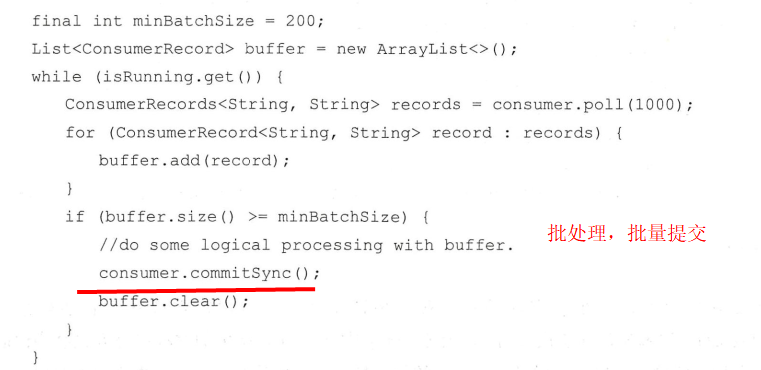 final int minBatchSize = 200;
List<ConsumerRecord> buffer = new ArrayList<>();
while (isRunning.get()) {
ConsumerRecords<String, String> records = consumer.poll(1000);
for (ConsumerRecord<String, String> record : records) {
buffer.add(record);
}
if (buffer.size() >= minBatchSize) {
//do some logical processing with buffer.
批处理，批量提交
consumer.commitSync();
buffer.clear();
}
}